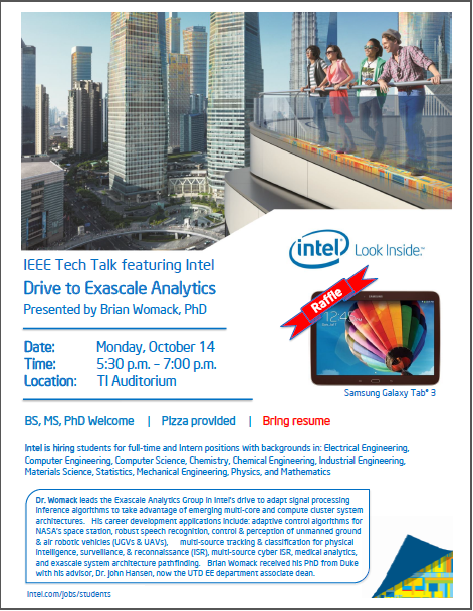 intel Look Inside.™
IEEE Tech Talk featuring Intel
Drive to Exascale Analytics
Presented by Brian Womack, PhD
Raffle
Date: Monday, October 14
Time: 5:30 p.m. – 7:00 p.m.
Location: TI Auditorium
Samsung Galaxy Tab® 3
BS, MS, PhD Welcome | Pizza provided | Bring resume
Intel is hiring students for full-time and intern positions with backgrounds in: Electrical Engineering,
Computer Engineering, Computer Science, Chemistry, Chemical Engineering, Industrial Engineering,
Materials Science, Statistics, Mechanical Engineering, Physics, and Mathematics
Dr. Womack leads the Exascale Analytics Group in Intel's drive to adapt signal processing
inference algorithms to take advantage of emerging multi-core and compute cluster system
architectures. His career development applications include: adaptive control algorithms for
NASA's space station, robust speech recognition, control & perception of unmanned ground
& air robotic vehicles (UGVs & UAVs), multi-source tracking & classification for physical
intelligence, surveillance, & reconnaissance (ISR), multi-source cyber ISR, medical analytics,
and exascale system architecture pathfinding. Brian Womack received his PhD from Duke
with his advisor, Dr. John Hansen, now the UTD EE department associate dean.
intel.com/jobs/students